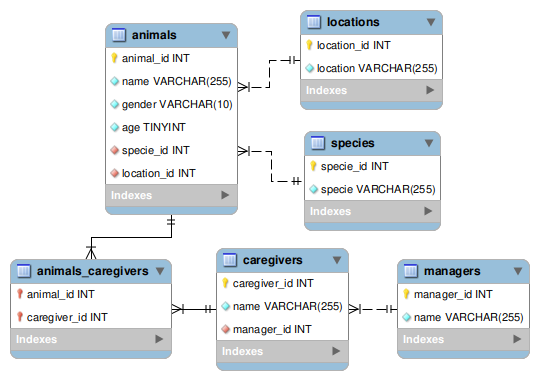 animals
animal_id INT
name VARCHAR(255)
gender VARCHAR(10)
age TINYINT
specie_id INT
location_id INT
Indexes
locations
location_id INT
location VARCHAR(255)
Indexes
species
specie_id INT
specie VARCHAR(255)
Indexes
animals_caregivers
animal_id INT
caregiver_id INT
Indexes
caregivers
caregiver_id INT
name VARCHAR(255)
manager_id INT
Indexes
managers
manager_id INT
name VARCHAR(255)
Indexes